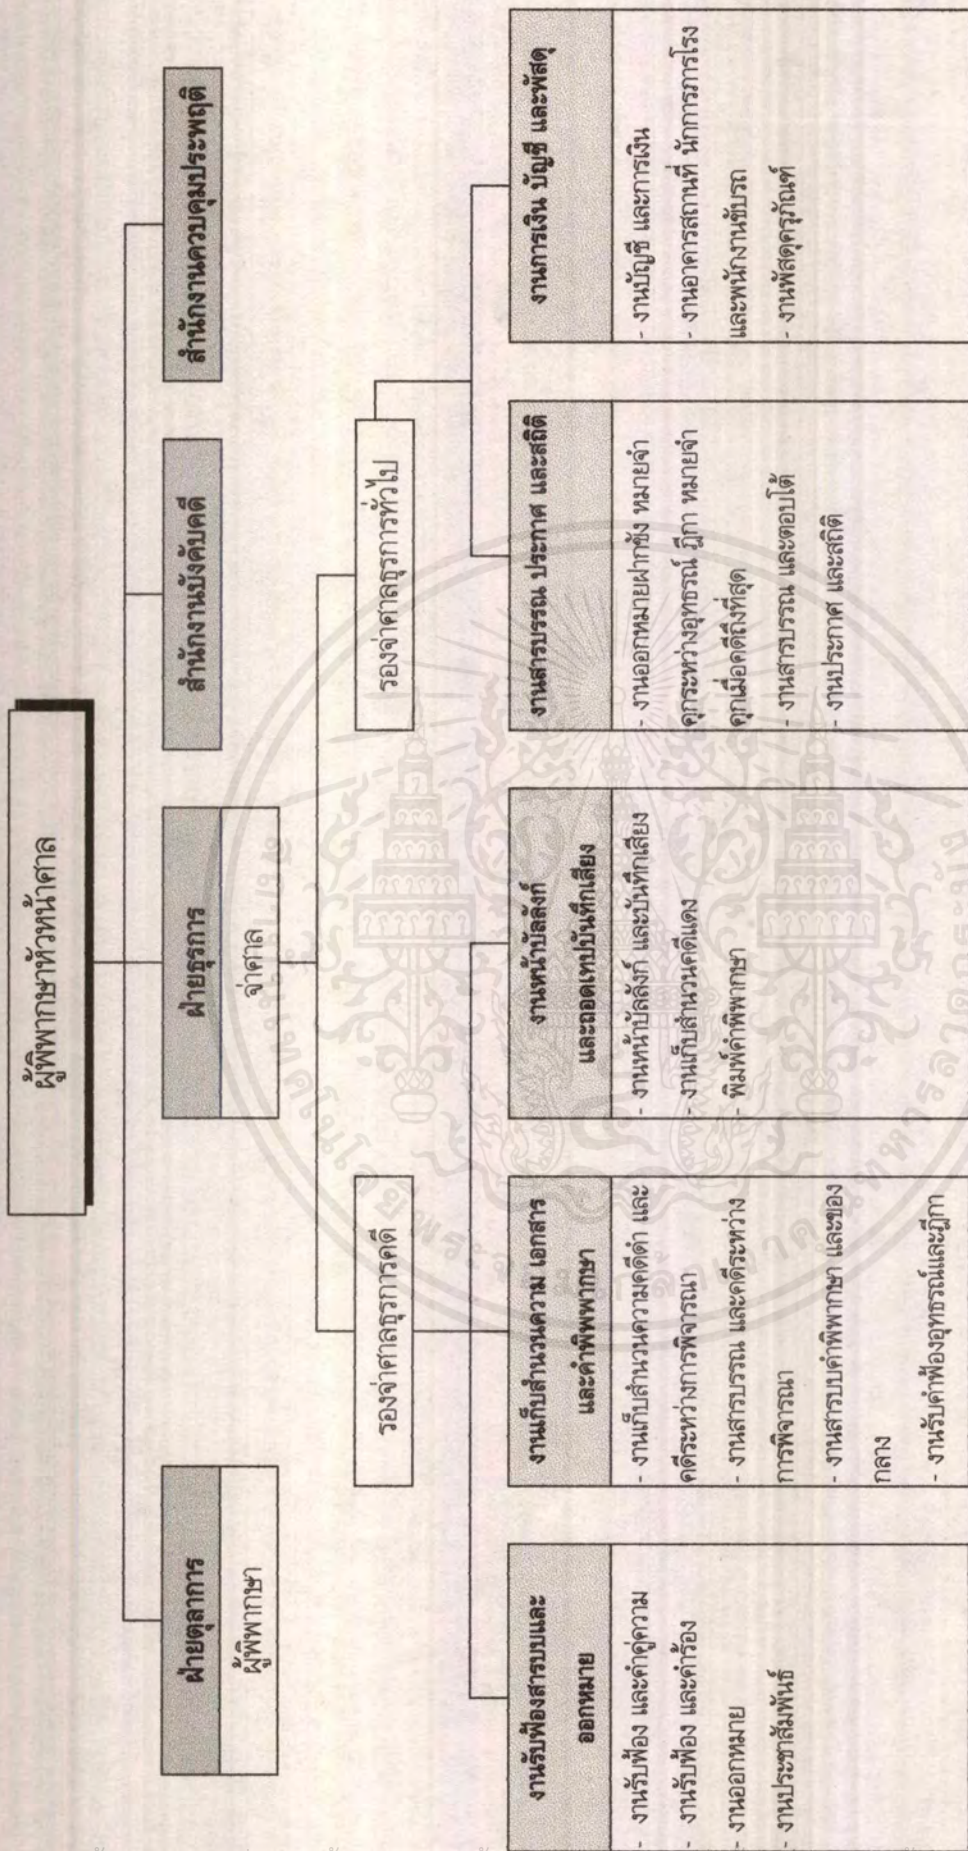 ผู้พิพากษาหัวหน้าศาล
ฝ่ายตุลาการ
ผู้พิพากษา
ฝ่ายธุรการ
จ่าศาล
สำนักงานบังคับคดี
สำนักงานควบคุมประพฤติ
รองจ่าศาลธุรการคดี
รองจ่าศาลธุรการทั่วไป
งานรับฟ้องสารบบและ
ออกหมาย
- งานรับฟ้อง และคำคู่ความ
- งานรับฟ้อง และคำร้อง
- งานออกหมาย
- งานประชาสัมพันธ์
งานเก็บสำนวนความ เอกสาร
และคำพิพพากษา
- งานเก็บสำนวนความคดีดำ และ
คดีระหว่างการพิจารณา
- งานสารบรรณ และคดีระหว่าง
การพิจารณา
- งานสารบบคำพิพากษา และของ
กลาง
- งานรับคำฟ้องอุทธรณ์และฎีกา
งานหน้าบัลลังก์
และถอดเทปบันทึกเสียง
- งานหน้าบัลลังก์ และบันทึกเสียง
- งานเก็บสำนวนคดีแดง
- พิมพ์คำพิพากษา
งานสารบรรณ ประกาศ และสถิติ
- งานออกหมายฝากขัง หมายจำ
คุกระหว่างอุทธรณ์ ฎีกา หมายจำ
คุกเมื่อคดีถึงที่สุด
- งานสารบรรณ และตอบโต้
- งานประกาศ และสถิติ
งานการเงิน บัญชี และพัสดุ
- งานบัญชี และการเงิน
- งานอาคารสถานที่ นักการภารโรง
และพนักงานขับรถ
- งานพัสดุครุภัณฑ์